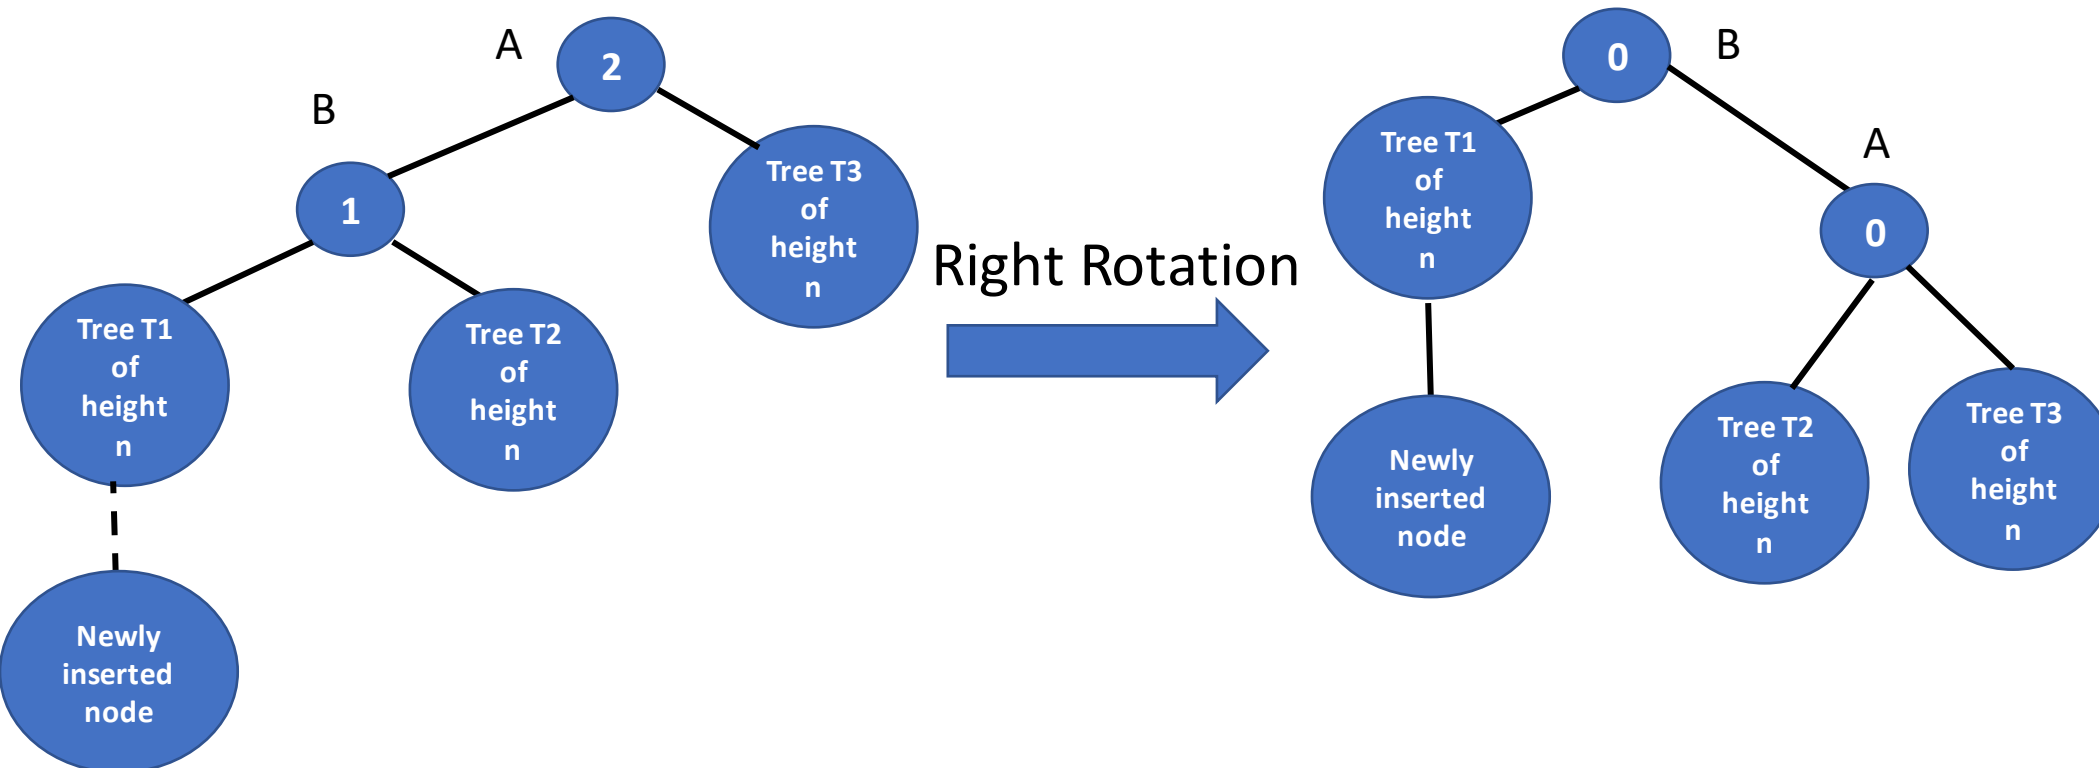 A
2
B
1
Tree T3
of
height
n
Tree T1
of
height
n
Tree T2
of
height
n
Newly
inserted
node
Right Rotation
0
B
Tree T1
of
height
n
A
0
Newly
inserted
node
Tree T2
of
height
n
Tree T3
of
height
n